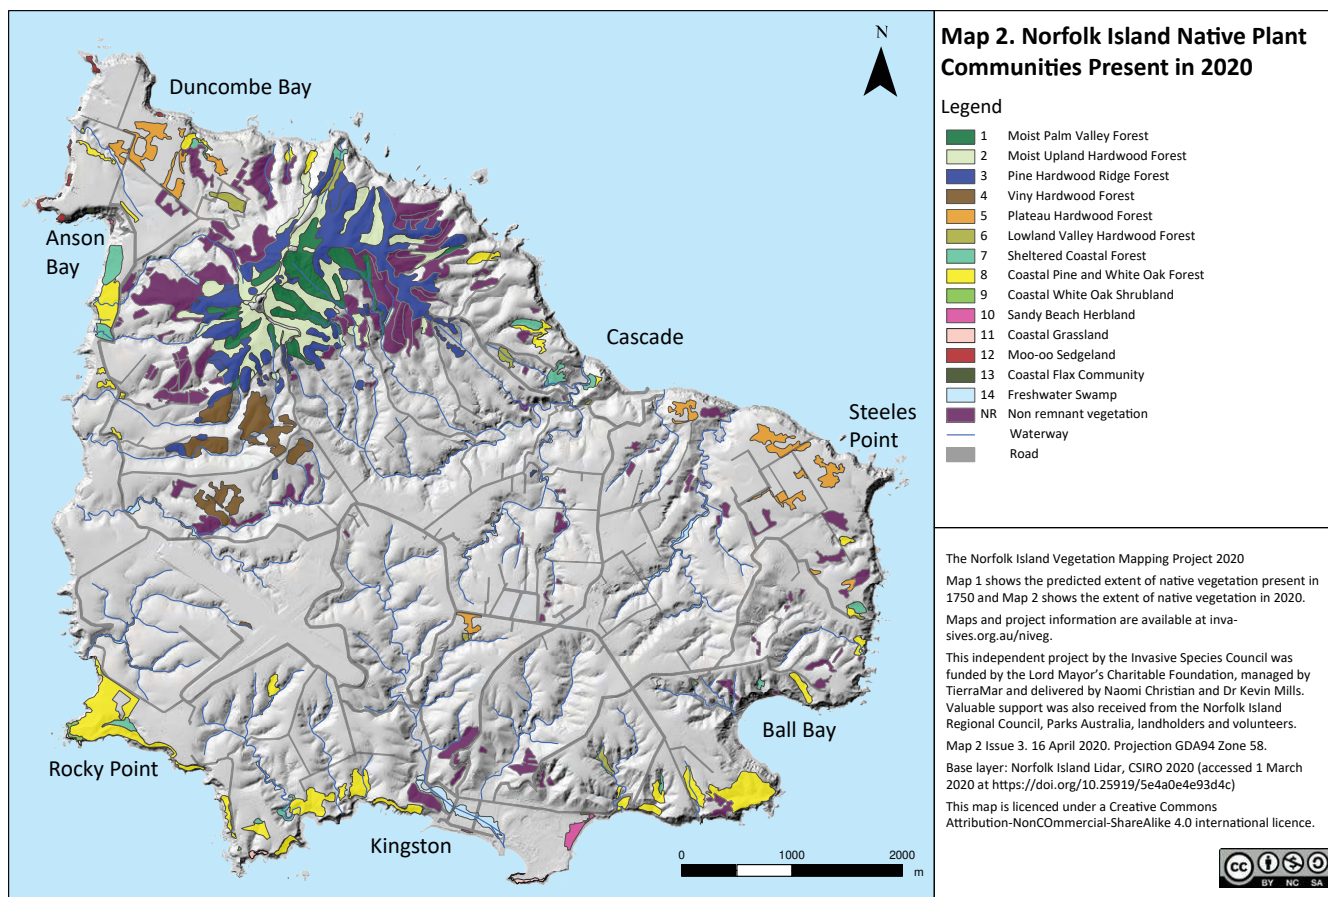 N
Duncombe Bay
Anson
Bay
Cascade
Steeles
Point
Ball Bay
Rocky Point
Kingston
0 1000 2000
m
Map 2. Norfolk Island Native Plant
Communities Present in 2020
Legend
1 Moist Palm Valley Forest
2 Moist Upland Hardwood Forest
3 Pine Hardwood Ridge Forest
4 Viny Hardwood Forest
5 Plateau Hardwood Forest
6 Lowland Valley Hardwood Forest
7 Sheltered Coastal Forest
8 Coastal Pine and White Oak Forest
9 Coastal White Oak Shrubland
10 Sandy Beach Herbland
11 Coastal Grassland
12 Moo-oo Sedgeland
13 Coastal Flax Community
14 Freshwater Swamp
NR Non remnant vegetation
Waterway
Road
The Norfolk Island Vegetation Mapping Project 2020
Map 1 shows the predicted extent of native vegetation present in
1750 and Map 2 shows the extent of native vegetation in 2020.
Maps and project information are available at inva-
sives.org.au/niveg.
This independent project by the Invasive Species Council was
funded by the Lord Mayor's Charitable Foundation, managed by
TierraMar and delivered by Naomi Christian and Dr Kevin Mills.
Valuable support was also received from the Norfolk Island
Regional Council, Parks Australia, landholders and volunteers.
Map 2 Issue 3. 16 April 2020. Projection GDA94 Zone 58.
Base layer: Norfolk Island Lidar, CSIRO 2020 (accessed 1 March
2020 at https://doi.org/10.25919/5e4a0e4e93d4c)
This map is licenced under a Creative Commons
Attribution-NonCOmmercial-ShareAlike 4.0 international licence.
cc
BY NC SA